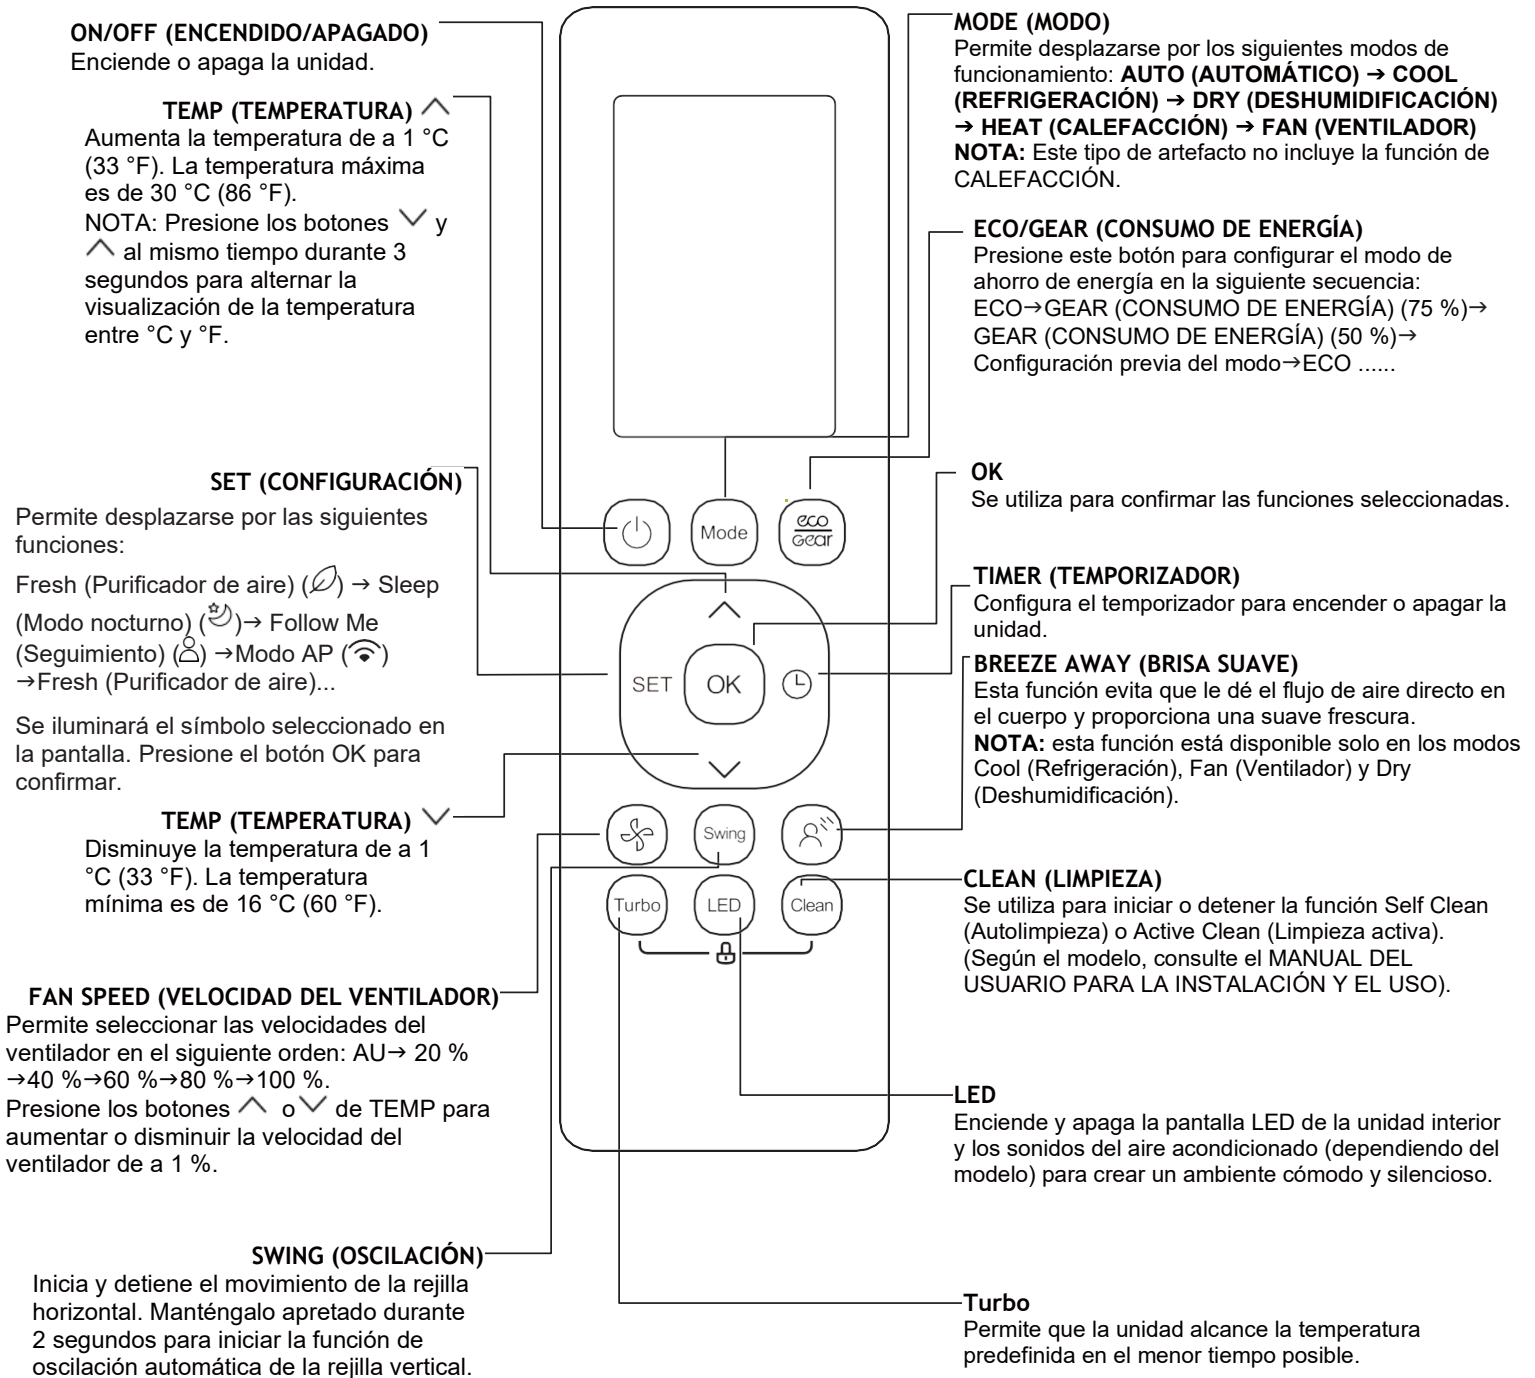 ON/OFF (ENCENDIDO/APAGADO)
Enciende o apaga la unidad.
TEMP (TEMPERATURA)
Aumenta la temperatura de a 1 °C
(33 °F). La temperatura máxima
es de 30 °C (86 °F).
NOTA: Presione los botones y
al mismo tiempo durante 3
segundos para alternar la
visualización de la temperatura
entre °C y °F.
SET (CONFIGURACIÓN)
Permite desplazarse por las siguientes
funciones:
Fresh (Purificador de aire) ( ) → Sleep
(Modo nocturno) ( )→ Follow Me
(Seguimiento) ( ) →Modo AP ( )
→Fresh (Purificador de aire)...
Se iluminará el símbolo seleccionado en
la pantalla. Presione el botón OK para
confirmar.
TEMP (TEMPERATURA)
Disminuye la temperatura de a 1
°C (33 °F). La temperatura
mínima es de 16 °C (60 °F).
FAN SPEED (VELOCIDAD DEL VENTILADOR)
Permite seleccionar las velocidades del
ventilador en el siguiente orden: AU→ 20 %
→40 %→60 %→80 %→100 %.
Presione los botones o de TEMP para
aumentar o disminuir la velocidad del
ventilador de a 1 %.
SWING (OSCILACIÓN)
Inicia y detiene el movimiento de la rejilla
horizontal. Manténgalo apretado durante
2 segundos para iniciar la función de
oscilación automática de la rejilla vertical.
Mode
eco
Gear
SET
OK
Swing
Turbo
LED
Clean
MODE (MODO)
Permite desplazarse por los siguientes modos de
funcionamiento: AUTO (AUTOMÁTICO) → COOL
(REFRIGERACIÓN) → DRY (DESHUMIDIFICACIÓN)
→ HEAT (CALEFACCIÓN) → FAN (VENTILADOR)
NOTA: Este tipo de artefacto no incluye la función de
CALEFACCIÓN.
ECO/GEAR (CONSUMO DE ENERGÍA)
Presione este botón para configurar el modo de
ahorro de energía en la siguiente secuencia:
ECO→GEAR (CONSUMO DE ENERGÍA) (75 %)→
GEAR (CONSUMO DE ENERGÍA) (50 %)→
Configuración previa del modo→ECO ......
OK
Se utiliza para confirmar las funciones seleccionadas.
TIMER (TEMPORIZADOR)
Configura el temporizador para encender o apagar la
unidad.
BREEZE AWAY (BRISA SUAVE)
Esta función evita que le dé el flujo de aire directo en
el cuerpo y proporciona una suave frescura.
NOTA: esta función está disponible solo en los modos
Cool (Refrigeración), Fan (Ventilador) y Dry
(Deshumidificación).
CLEAN (LIMPIEZA)
Se utiliza para iniciar o detener la función Self Clean
(Autolimpieza) o Active Clean (Limpieza activa).
(Según el modelo, consulte el MANUAL DEL
USUARIO PARA LA INSTALACIÓN Y EL USO).
LED
Enciende y apaga la pantalla LED de la unidad interior
y los sonidos del aire acondicionado (dependiendo del
modelo) para crear un ambiente cómodo y silencioso.
Turbo
Permite que la unidad alcance la temperatura
predefinida en el menor tiempo posible.